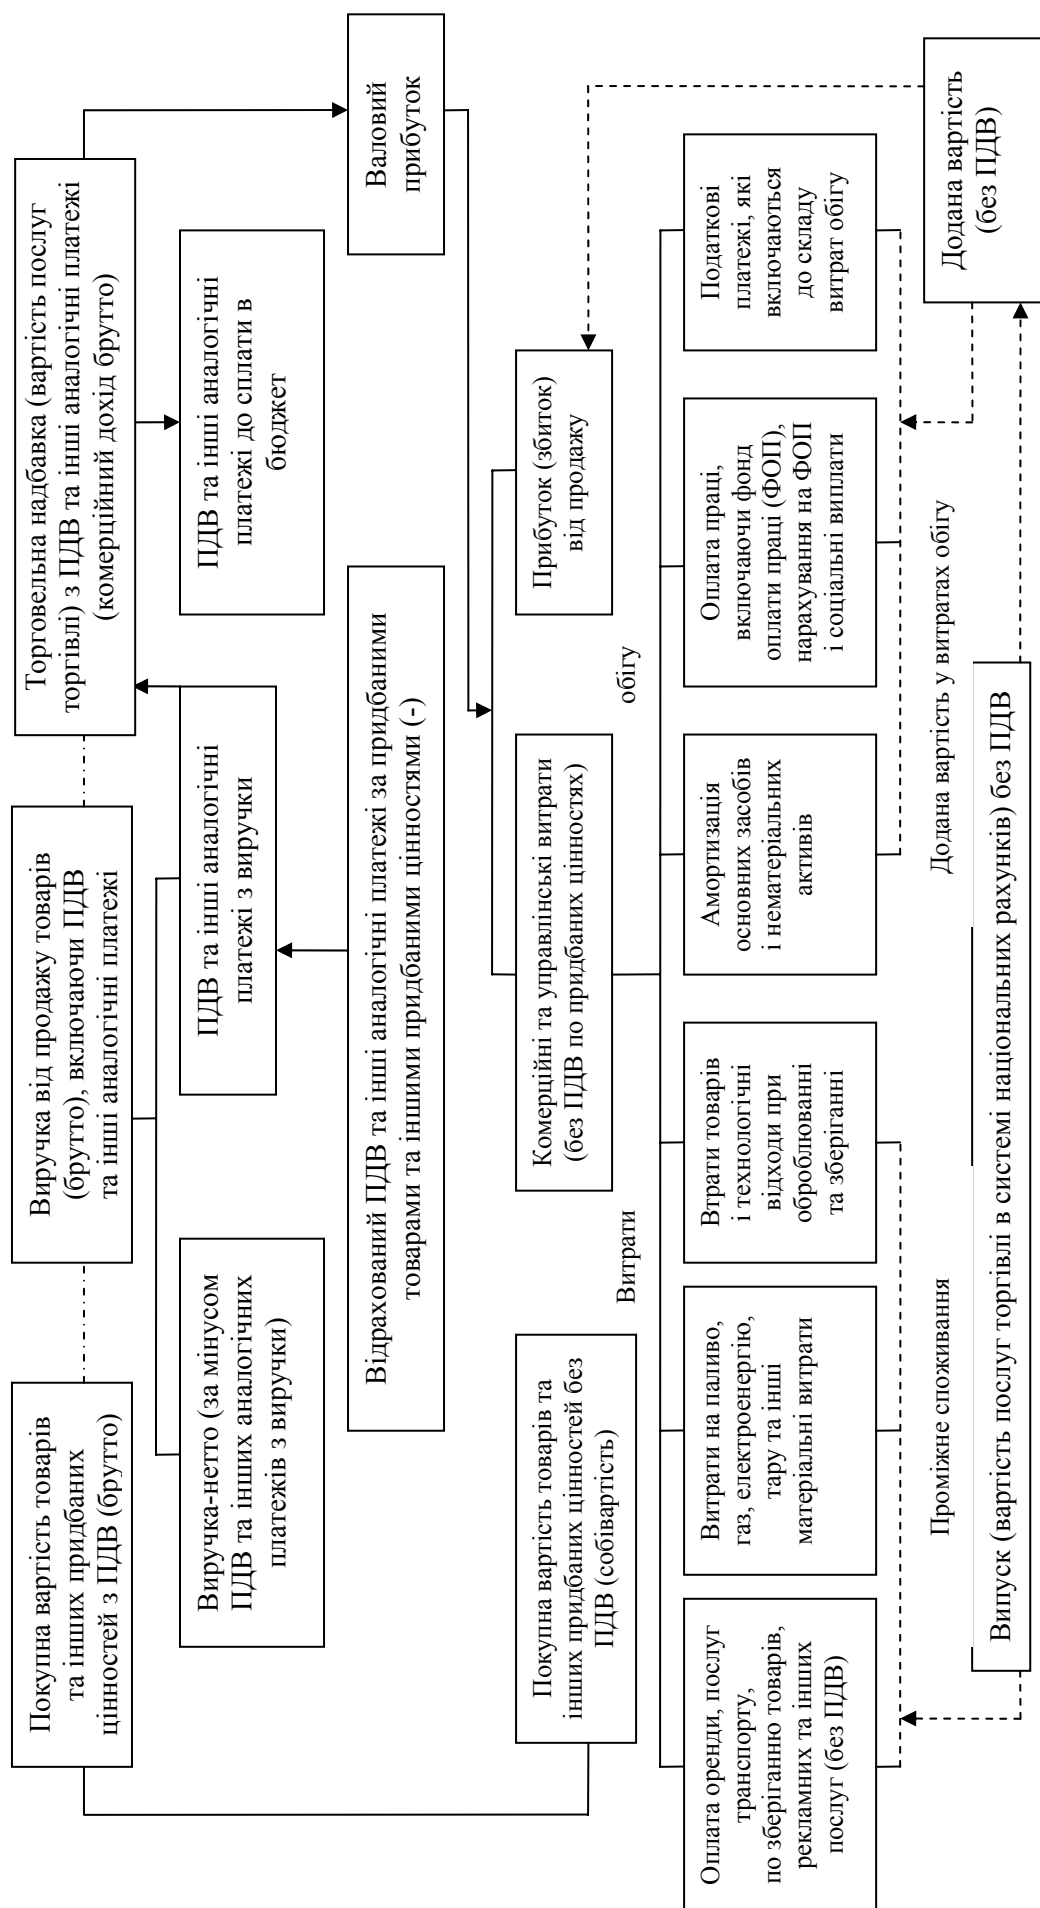 Покупна вартість товарів
та інших придбаних
цінностей з ПДВ (брутто)
Виручка від продажу товарів
(брутто), включаючи ПДВ
та інші аналогічні платежі
Торговельна надбавка (вартість послуг
торгівлі) з ПДВ та інші аналогічні платежі
(комерційний дохід брутто)
Виручка-нетто (за мінусом
ПДВ та інших аналогічних
платежів з виручки)
ПДВ та інші аналогічні
платежі з виручки
ПДВ та інші аналогічні
платежі до сплати в
бюджет
Відрахований ПДВ та інші аналогічні платежі за придбаними
товарами та іншими придбаними цінностями (-)
Валовий
прибуток
Покупна вартість товарів та
інших придбаних цінностей без
ПДВ (собівартість)
Комерційні та управлінські витрати
(без ПДВ по придбаних цінностях)
Прибуток (збиток)
від продажу
Витрати
обігу
Оплата оренди, послуг
транспорту,
по зберіганню товарів,
рекламних та інших
послуг (без ПДВ)
Витрати на паливо,
газ, електроенергію,
тару та інші
матеріальні витрати
Втрати товарів
і технологічні
відходи при
оброблюванні
та зберіганні
Амортизація
основних засобів
і нематеріальних
активів
Оплата праці,
включаючи фонд
оплати праці (ФОП),
нарахування на ФОП
і соціальні виплати
Податкові
платежі, які
включаються
до складу
витрат обігу
Проміжне споживання
Додана вартість у витратах обігу
Додана вартість
(без ПДВ)
Випуск (вартість послуг торгівлі в системі національних рахунків) без ПДВ